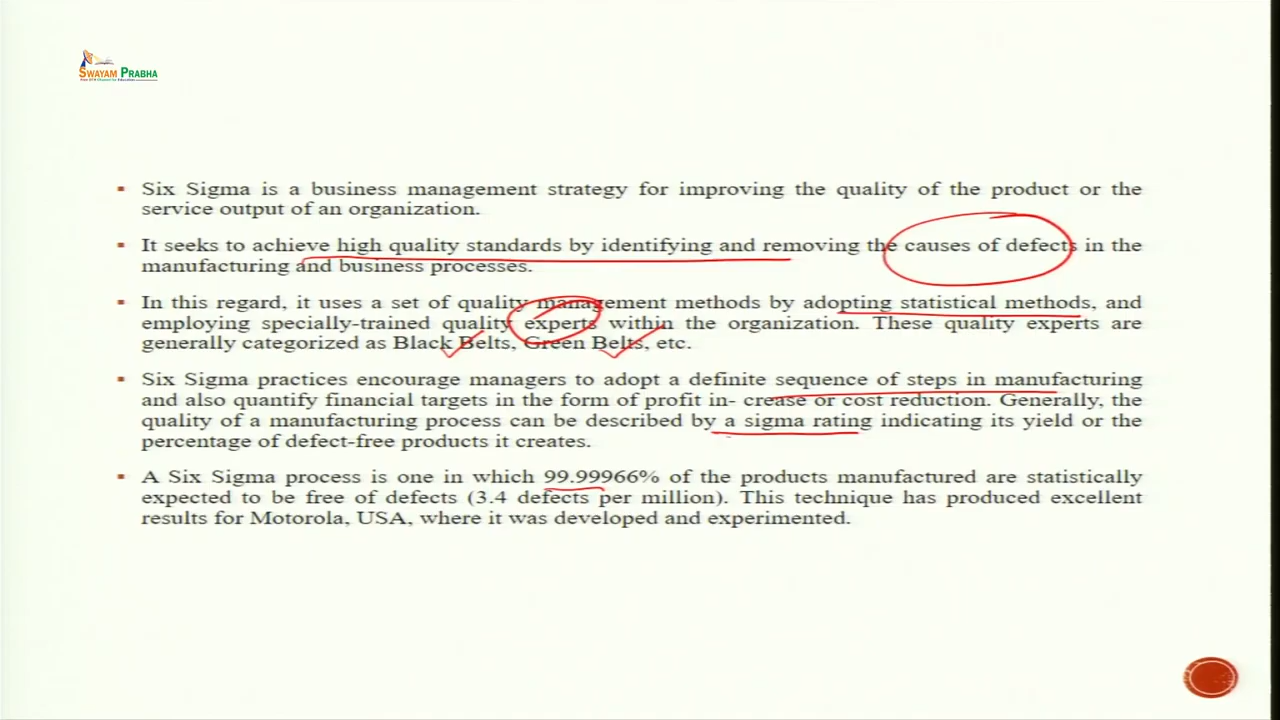 SWAYAM PRABHA
Six Sigma is a business management strategy for improving the quality of the product or the
service output of an organization.
It seeks to achieve high quality standards by identifying and removing the causes of defects in the
manufacturing and business processes.
In this regard, it uses a set of quality management methods by adopting statistical methods, and
employing specially-trained quality experts within the organization. These quality experts are
generally categorized as Black Belts, Green Belts, etc.
Six Sigma practices encourage managers to adopt a definite sequence of steps in manufacturing
and also quantify financial targets in the form of profit in- crease or cost reduction. Generally, the
quality of a manufacturing process can be described by a sigma rating indicating its yield or the
percentage of defect-free products it creates.
A Six Sigma process is one in which 99.99966% of the products manufactured are statistically
expected to be free of defects (3.4 defects per million). This technique has produced excellent
results for Motorola, USA, where it was developed and experimented.